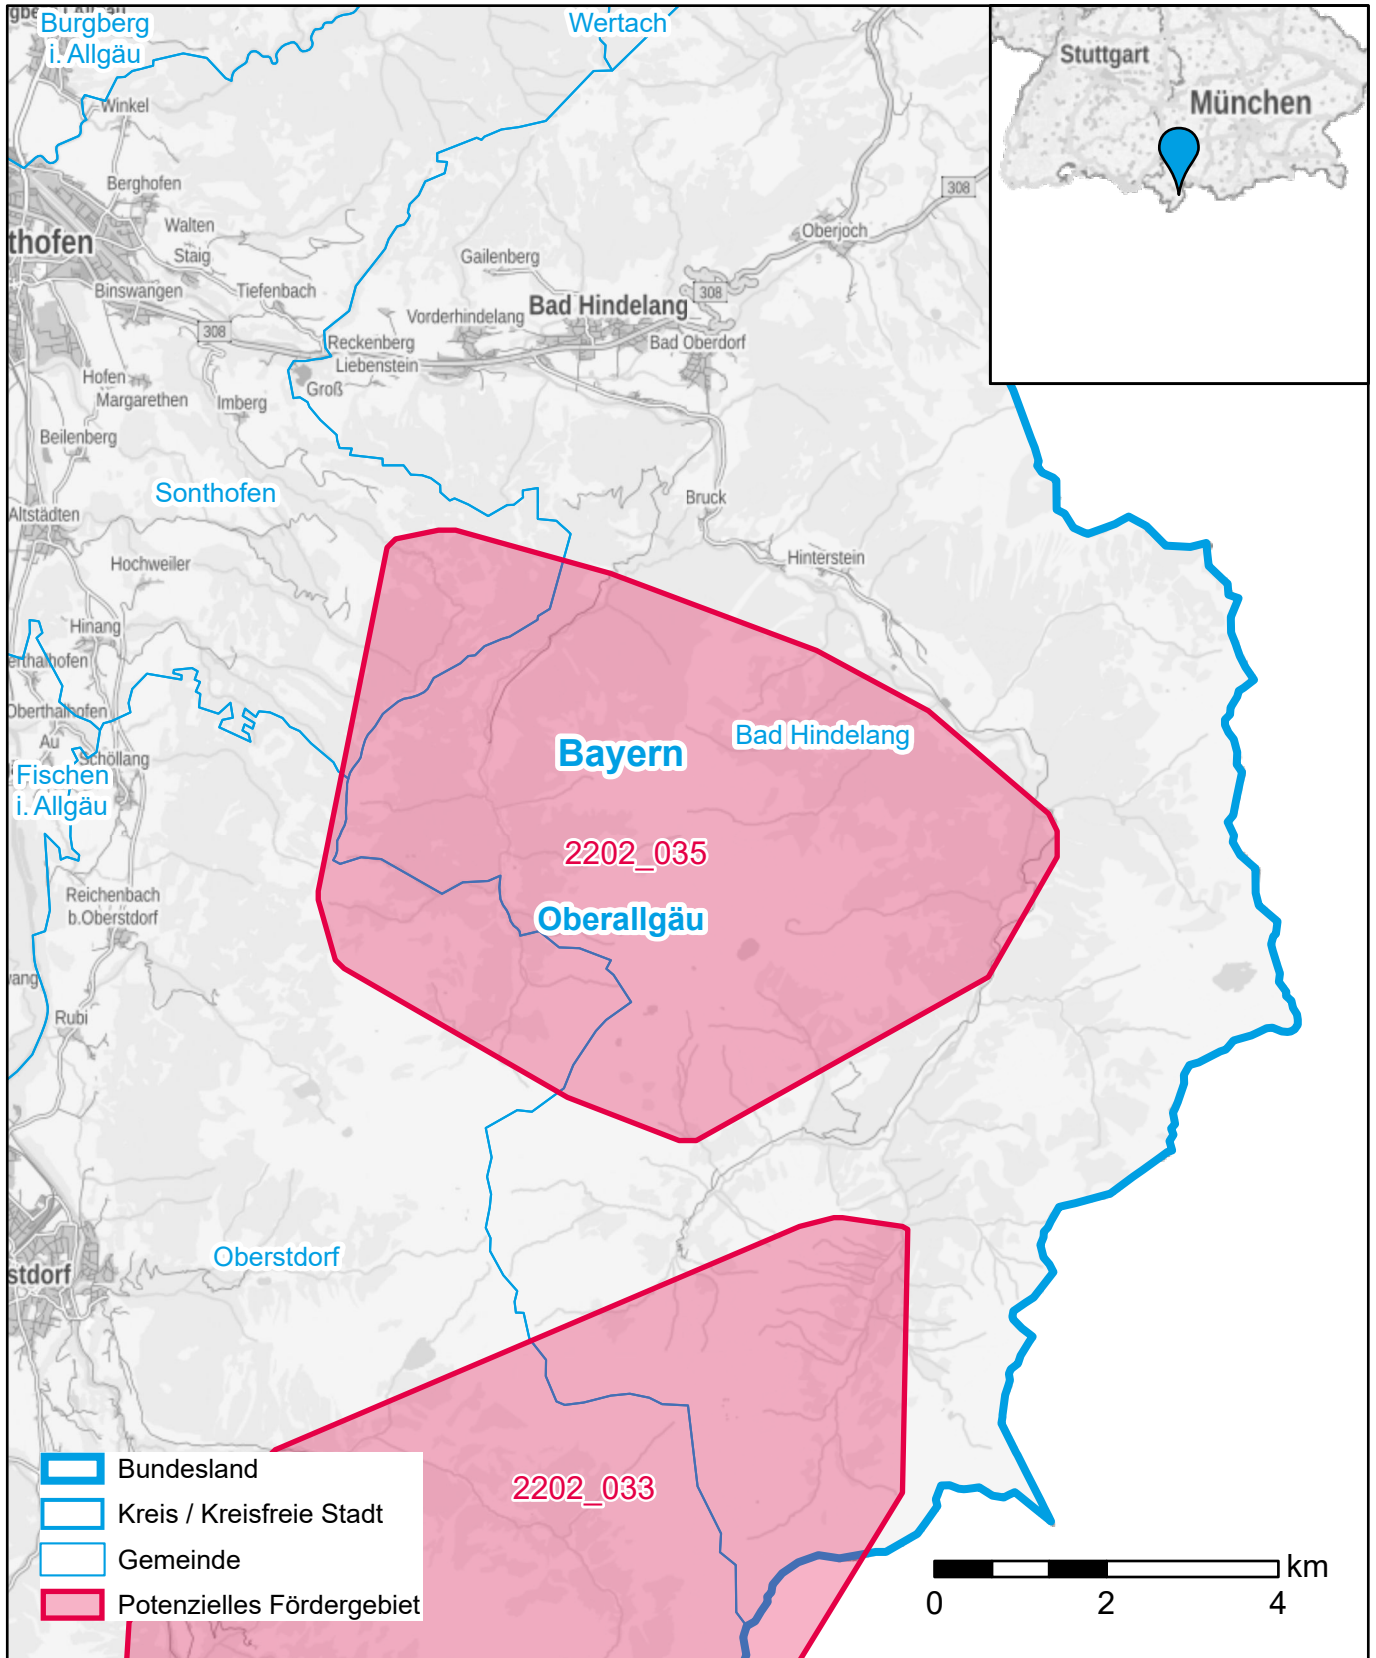 Burgberg
i. Allgäu
Wertach
Stuttgart
München
Winkel
Berghofen
308
Walten
Oberjoch
thofen
Staig
Gailenberg
Binswangen
Tiefenbach
308
Bad Hindelang
Vorderhindelang
308
Reckenberg
Bad Oberdorf
Liebenstein
Hofen
Groß
Margarethen
Imberg
Beilenberg
Sonthofen
Bruck
Altstädten
Hinterstein
Hochweiler
Hinang
erthalhofen
Oberthalhofen
Au
Schöllang
Bad Hindelang
Bayern
Fischen
i. Allgäu
2202_035
Reichenbach
b.Oberstdorf
Oberallgäu
wang
Rubi
Oberstdorf
stdorf
2202_033
Bundesland
Kreis / Kreisfreie Stadt
Gemeinde
Potenzielles Fördergebiet
km
0 2 4